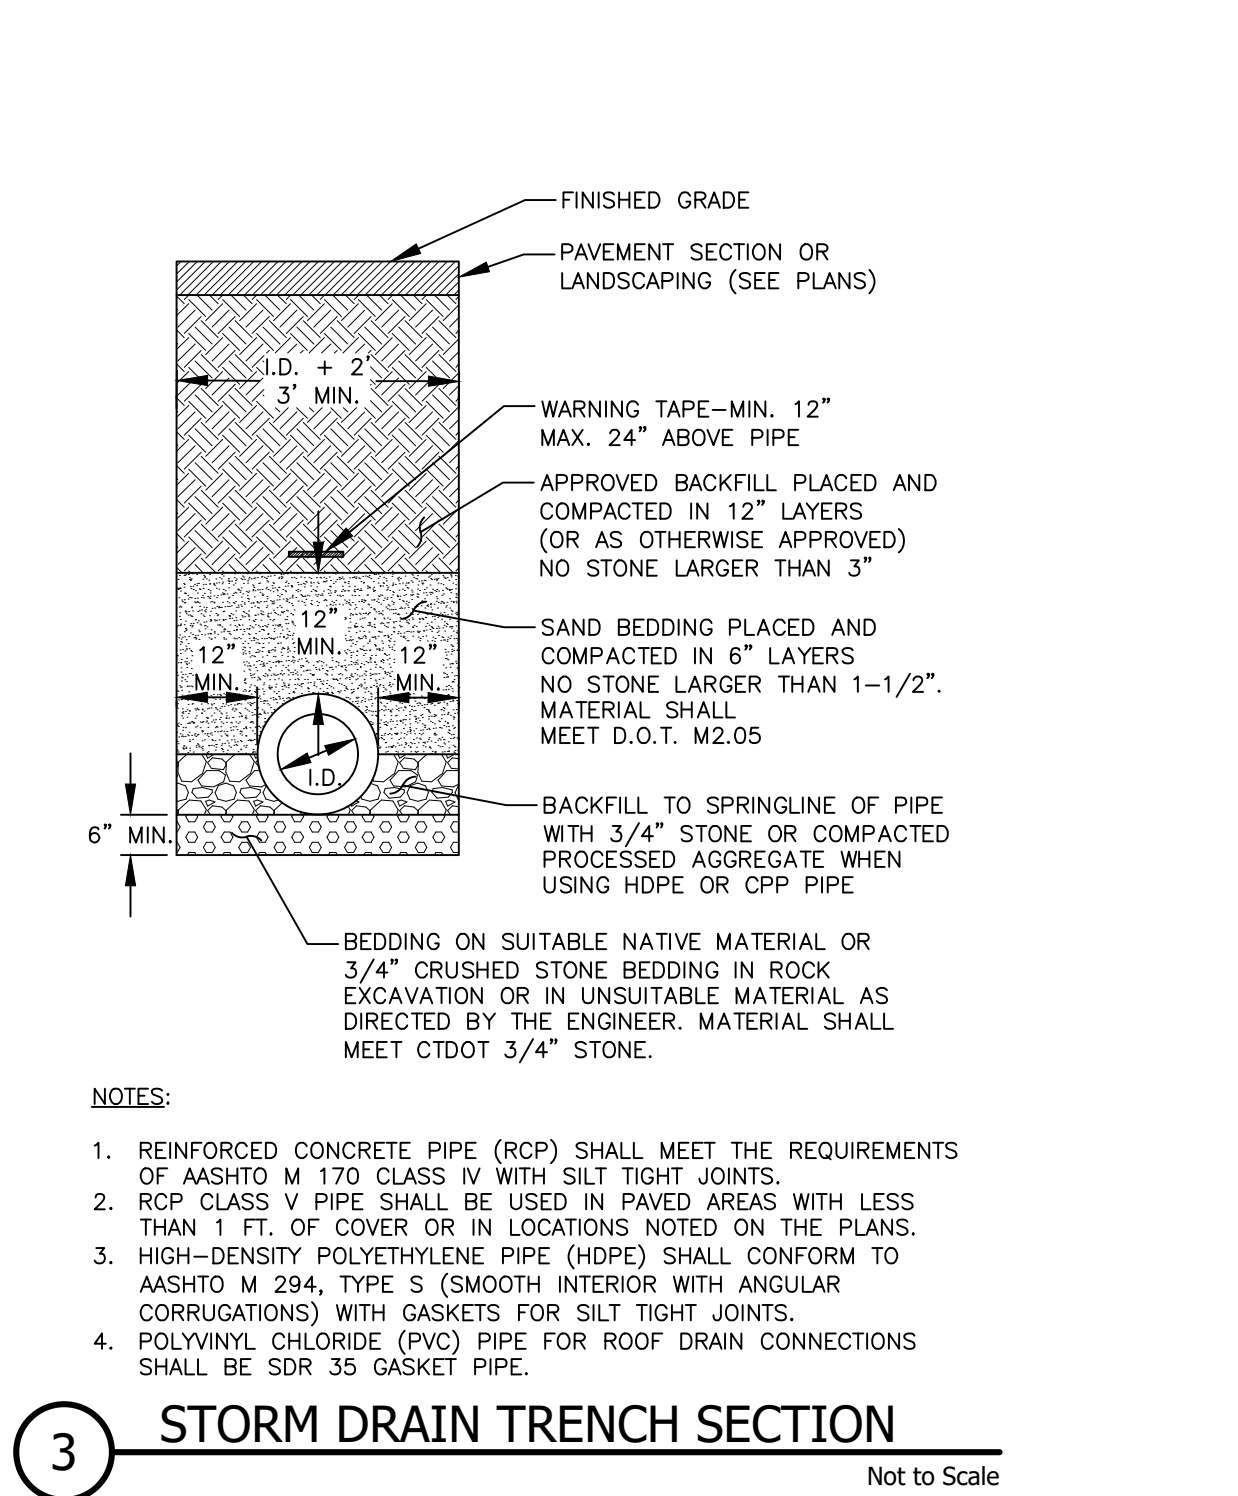 FINISHED GRADE
PAVEMENT SECTION OR
LANDSCAPING (SEE PLANS)
I.D. + 2'
3' MIN.
WARNING TAPE–MIN. 12"
MAX. 24" ABOVE PIPE
APPROVED BACKFILL PLACED AND
COMPACTED IN 12" LAYERS
(OR AS OTHERWISE APPROVED)
NO STONE LARGER THAN 3"
12"
MIN.
12"
MIN.
12"
MIN.
SAND BEDDING PLACED AND
COMPACTED IN 6" LAYERS
NO STONE LARGER THAN 1–1/2".
MATERIAL SHALL
MEET D.O.T. M2.05
I.D.
BACKFILL TO SPRINGLINE OF PIPE
WITH 3/4" STONE OR COMPACTED
PROCESSED AGGREGATE WHEN
USING HDPE OR CPP PIPE
6" MIN.
BEDDING ON SUITABLE NATIVE MATERIAL OR
3/4" CRUSHED STONE BEDDING IN ROCK
EXCAVATION OR IN UNSUITABLE MATERIAL AS
DIRECTED BY THE ENGINEER. MATERIAL SHALL
MEET CTDOT 3/4" STONE.
NOTES:
1. REINFORCED CONCRETE PIPE (RCP) SHALL MEET THE REQUIREMENTS
OF AASHTO M 170 CLASS IV WITH SILT TIGHT JOINTS.
2. RCP CLASS V PIPE SHALL BE USED IN PAVED AREAS WITH LESS
THAN 1 FT. OF COVER OR IN LOCATIONS NOTED ON THE PLANS.
3. HIGH–DENSITY POLYETHYLENE PIPE (HDPE) SHALL CONFORM TO
AASHTO M 294, TYPE S (SMOOTH INTERIOR WITH ANGULAR
CORRUGATIONS) WITH GASKETS FOR SILT TIGHT JOINTS.
4. POLYVINYL CHLORIDE (PVC) PIPE FOR ROOF DRAIN CONNECTIONS
SHALL BE SDR 35 GASKET PIPE.
3 STORM DRAIN TRENCH SECTION
Not to Scale